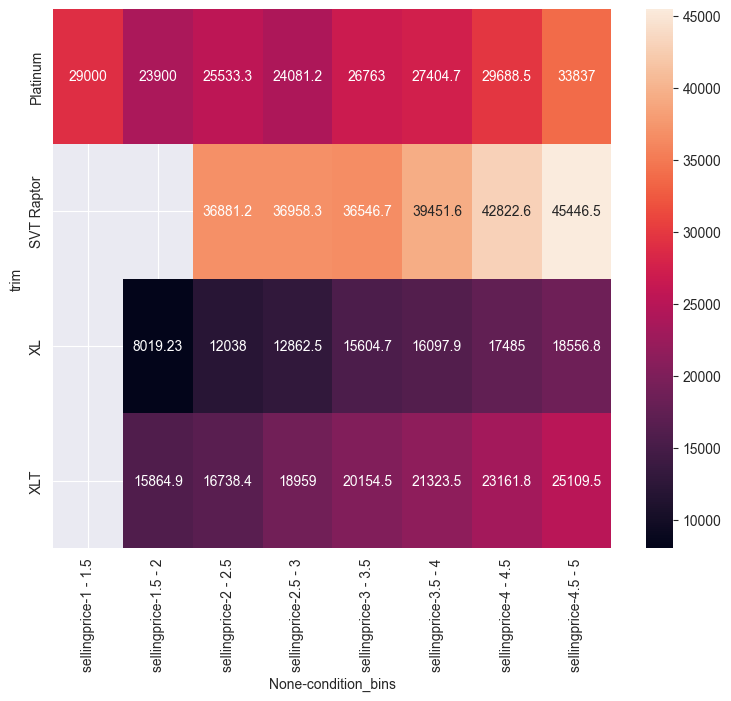 45000
40000
35000
30000
25000
20000
15000
10000
trim
Platinum
29000 23900 25533.3 24081.2 26763 27404.7 29688.5 33837
SVT Raptor
36881.2 36958.3 36546.7 39451.6 42822.6 45446.5
XL
8019.23 12038 12862.5 15604.7 16097.9 17485 18556.8
XLT
15864.9 16738.4 18959 20154.5 21323.5 23161.8 25109.5
sellingprice-1 - 1.5
sellingprice-1.5 - 2
sellingprice-2 - 2.5
sellingprice-2.5 - 3
sellingprice-3 - 3.5
sellingprice-3.5 - 4
sellingprice-4 - 4.5
sellingprice-4.5 - 5
None-condition_bins